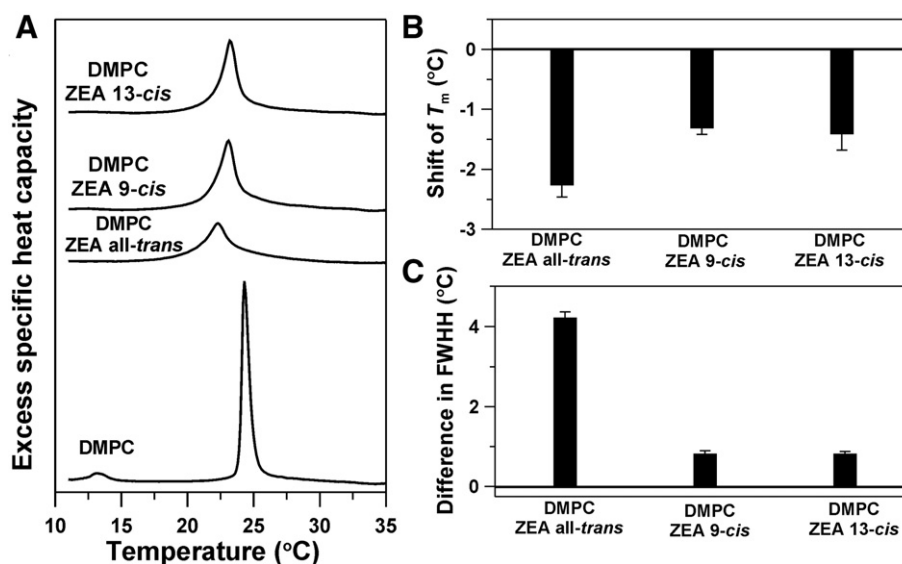 A
Excess specific heat capacity
DMPC
ZEA 13-cis
DMPC
ZEA 9-cis
DMPC
ZEA all-trans
DMPC
10 15 20 25 30 35
Temperature (°C)
B
Shift of Tm (°C)
0
-1
-2
-3
DMPC
ZEA all-trans
DMPC
ZEA 9-cis
DMPC
ZEA 13-cis
C
Difference in FWHH (°C)
4
2
0
DMPC
ZEA all-trans
DMPC
ZEA 9-cis
DMPC
ZEA 13-cis